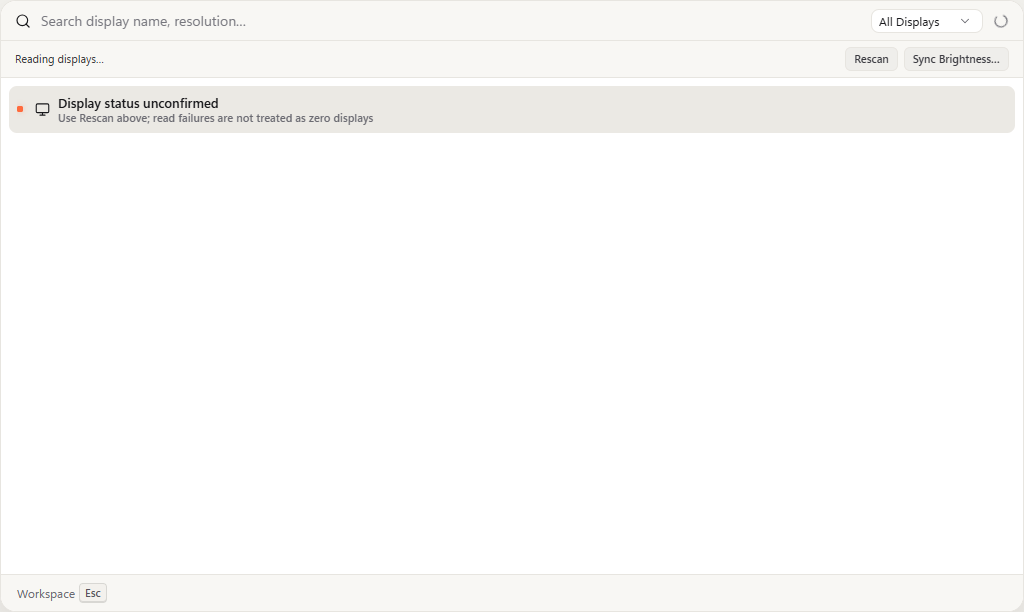 Search display name, resolution...
All Displays
Reading displays...
Rescan
Sync Brightness...
Display status unconfirmed
Use Rescan above; read failures are not treated as zero displays
Workspace Esc